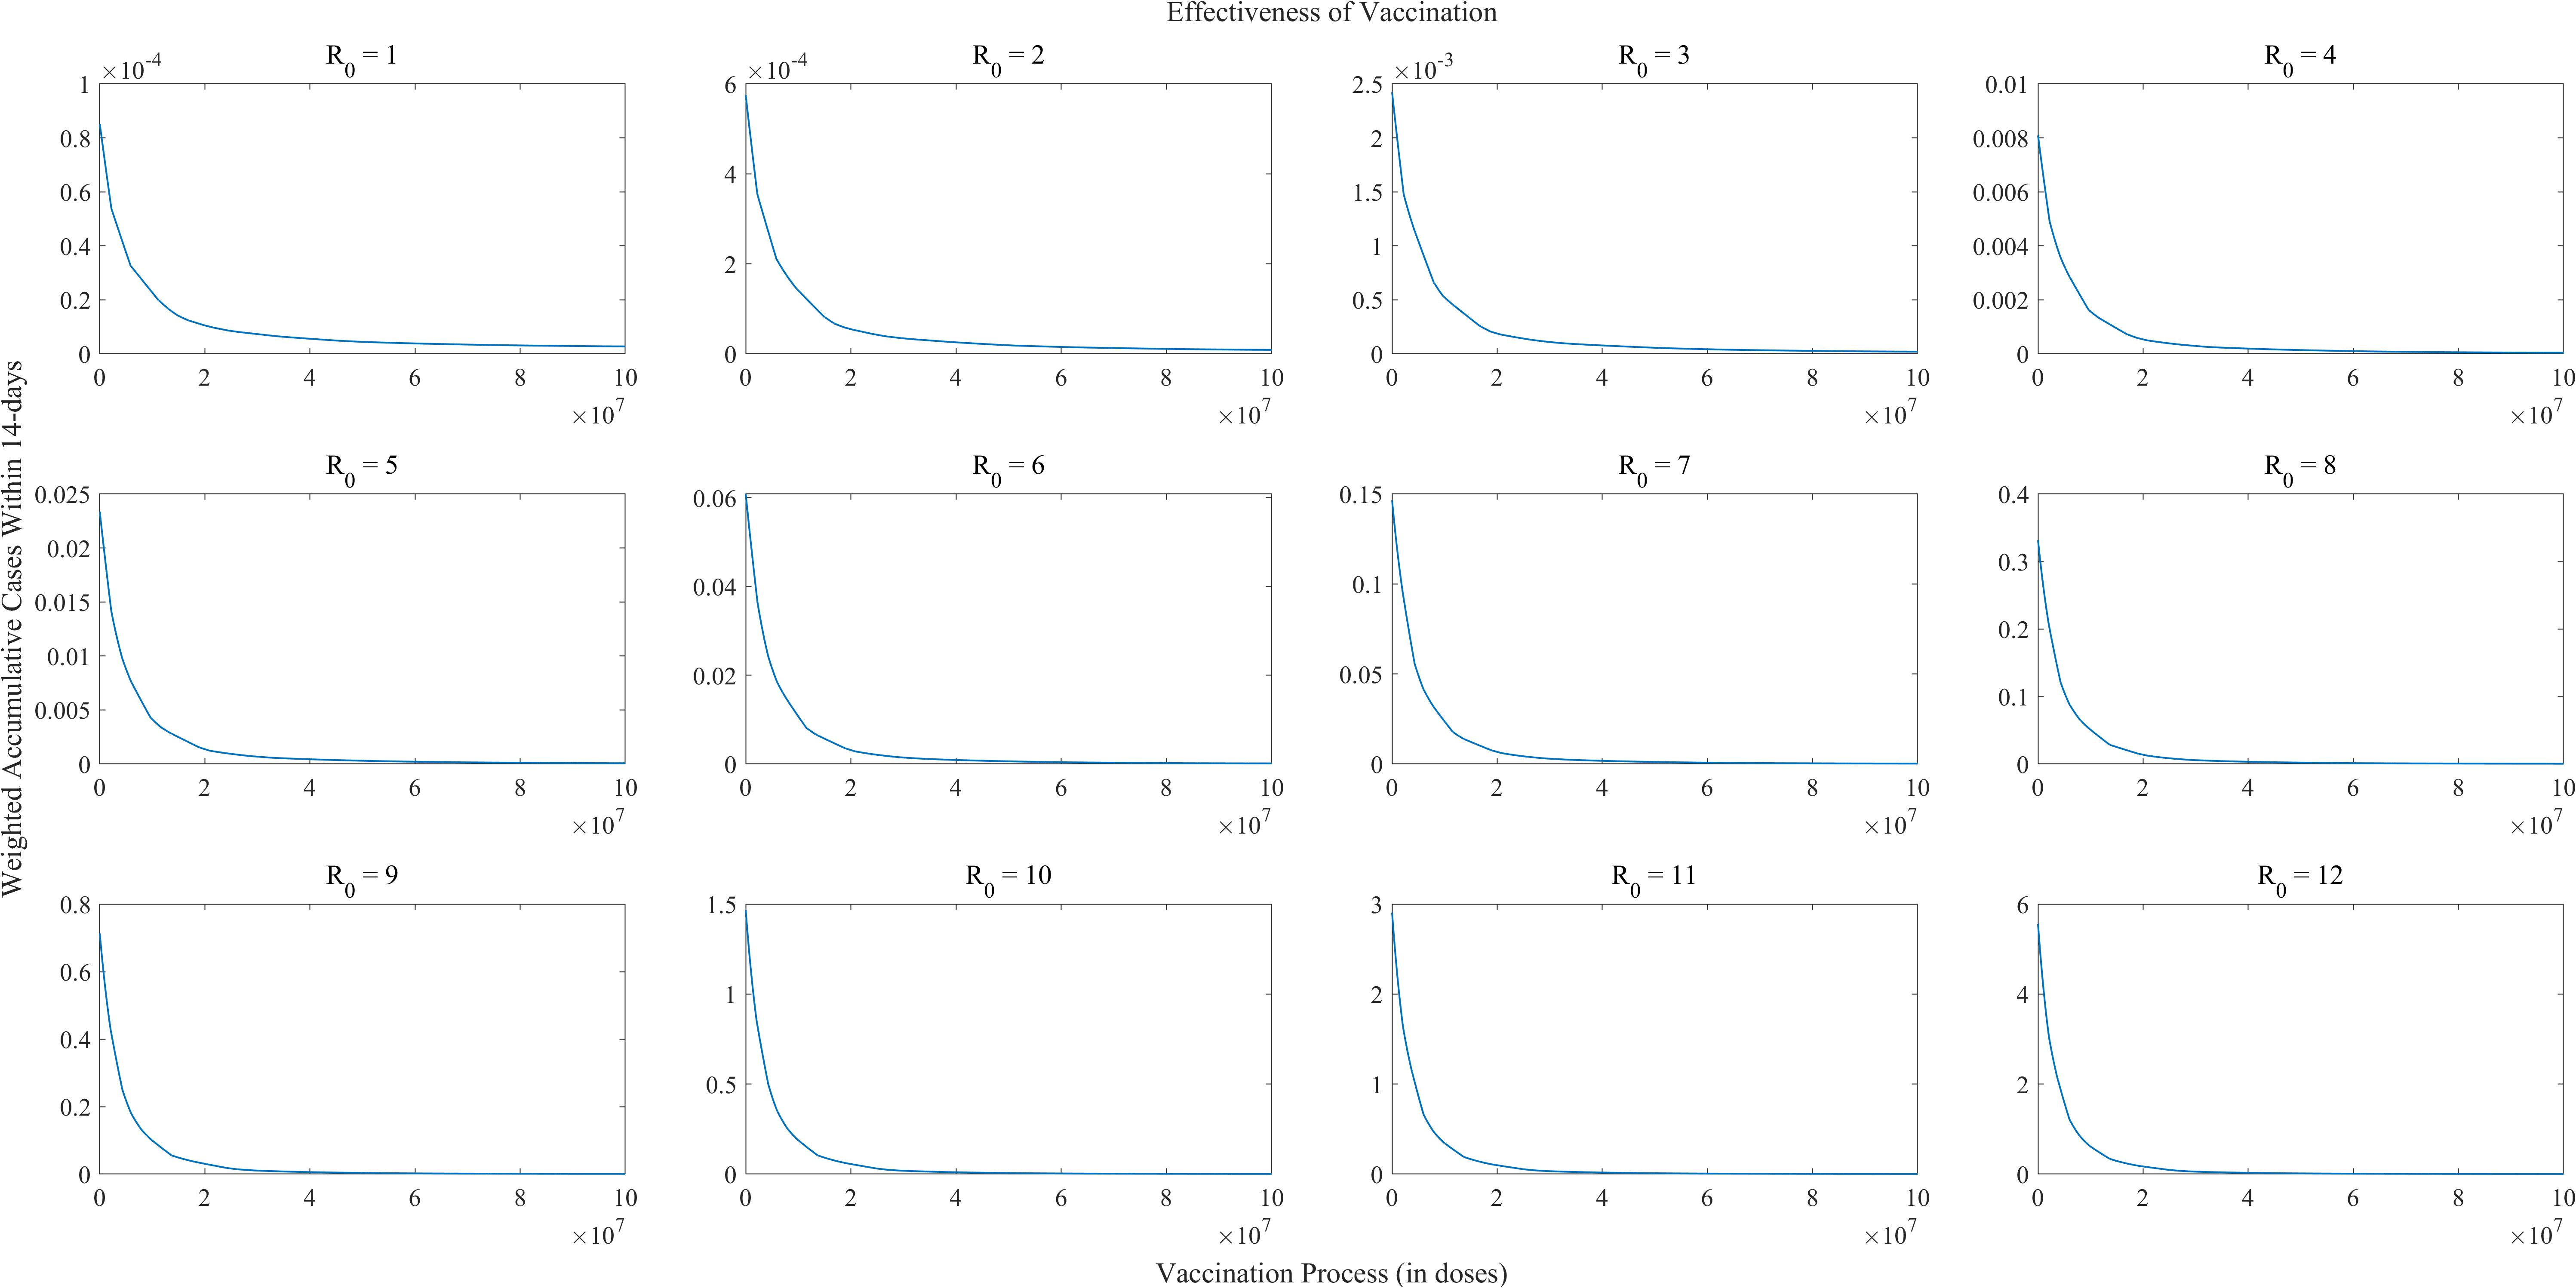 Effectiveness of Vaccination
Weighted Accumulative Cases Within 14-days
R0 = 1
×10-4
1
0.8
0.6
0.4
0.2
0
0 2 4 6 8 10
×107
R0 = 2
×10-4
6
4
2
0
0 2 4 6 8 10
×107
R0 = 3
×10-3
2.5
2
1.5
1
0.5
0
0 2 4 6 8 10
×107
R0 = 4
0.01
0.008
0.006
0.004
0.002
0
0 2 4 6 8 10
×107
R0 = 5
0.025
0.02
0.015
0.01
0.005
0
0 2 4 6 8 10
×107
R0 = 6
0.06
0.04
0.02
0
0 2 4 6 8 10
×107
R0 = 7
0.15
0.1
0.05
0
0 2 4 6 8 10
×107
R0 = 8
0.4
0.3
0.2
0.1
0
0 2 4 6 8 10
×107
R0 = 9
0.8
0.6
0.4
0.2
0
0 2 4 6 8 10
×107
R0 = 10
1.5
1
0.5
0
0 2 4 6 8 10
×107
R0 = 11
3
2
1
0
0 2 4 6 8 10
×107
R0 = 12
6
4
2
0
0 2 4 6 8 10
×107
Vaccination Process (in doses)